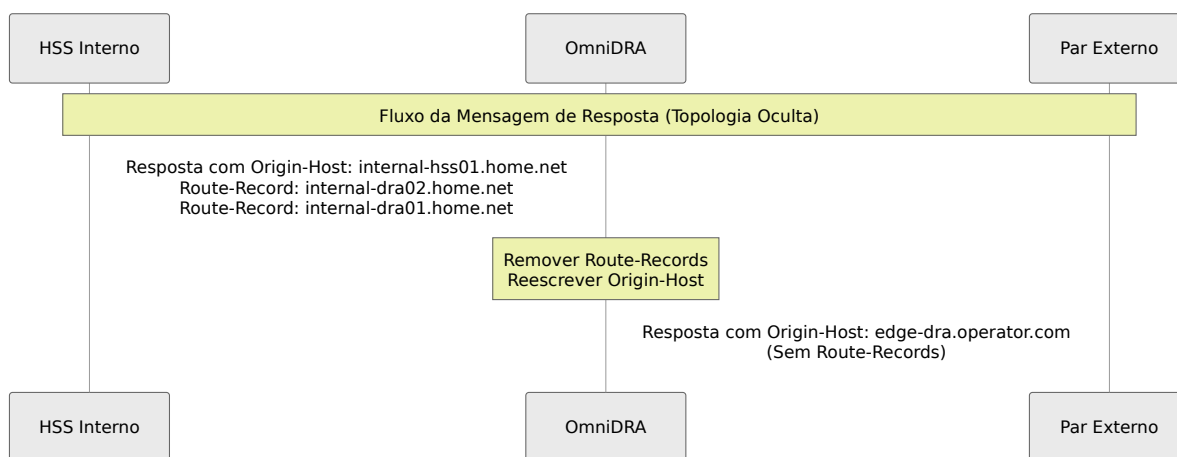 HSS Interno
OmniDRA
Par Externo
Fluxo da Mensagem de Resposta (Topologia Oculta)
Resposta com Origin-Host: internal-hss01.home.net
Route-Record: internal-dra02.home.net
Route-Record: internal-dra01.home.net
Remover Route-Records
Reescrever Origin-Host
Resposta com Origin-Host: edge-dra.operator.com
(Sem Route-Records)
HSS Interno
OmniDRA
Par Externo